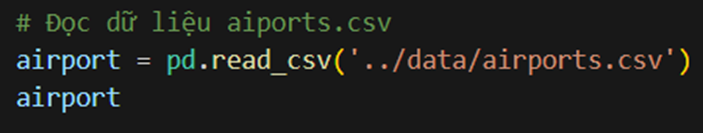 # Đọc dữ liệu aiports.csv
airport = pd.read_csv('../data/airports.csv')
airport